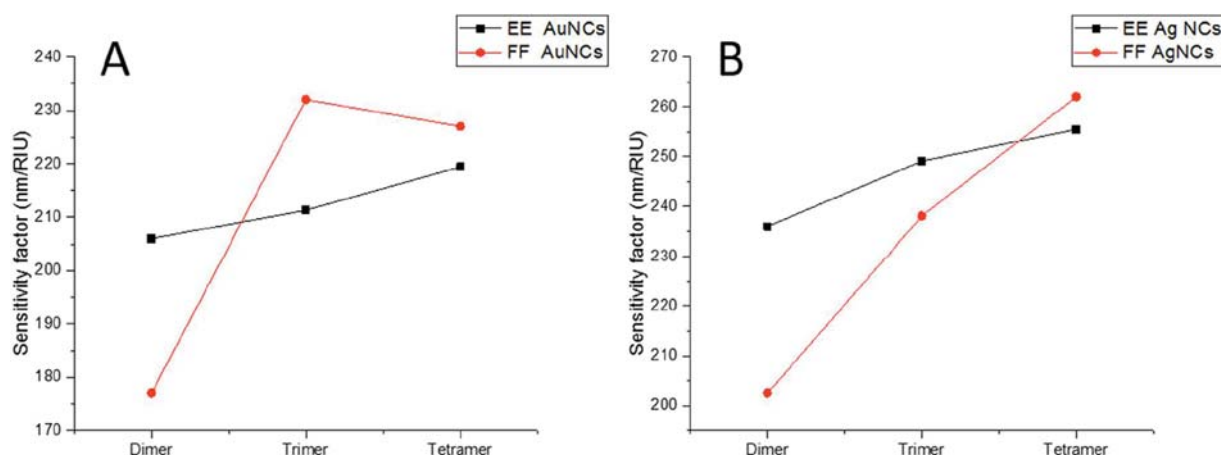 A
EE AuNCs
FF AuNCs
Sensitivity factor (nm/RIU)
240
230
220
210
200
190
180
170
Dimer
Trimer
Tetramer
B
EE Ag NCs
FF AgNCs
Sensitivity factor (nm/RIU)
270
260
250
240
230
220
210
200
Dimer
Trimer
Tetramer